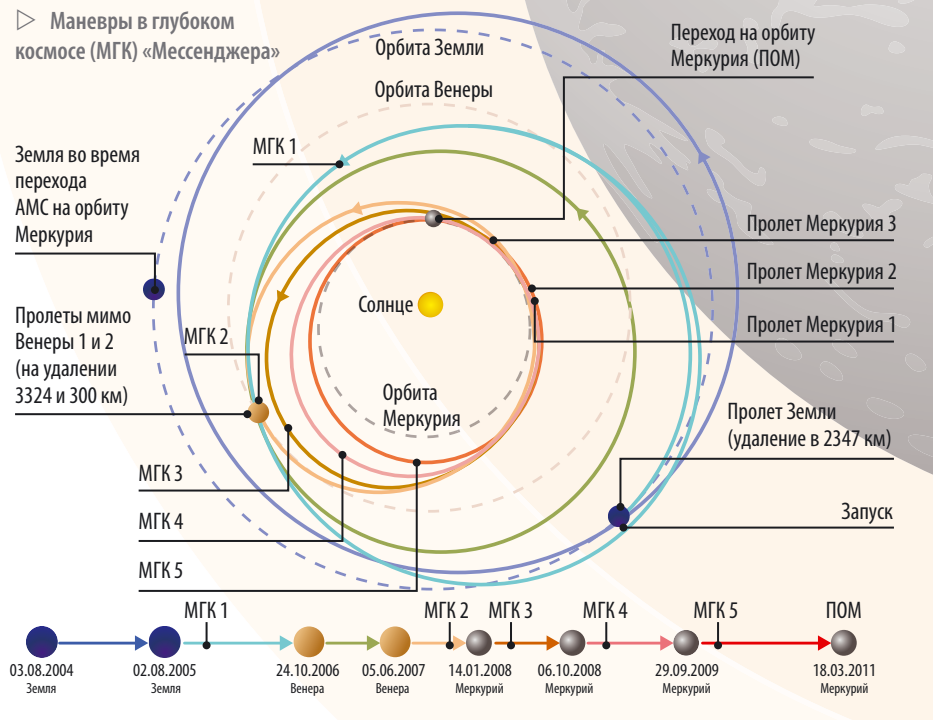 ▷ Маневры в глубоком
космосе (МГК) «Мессенджера»
Орбита Земли
Орбита Венеры
Переход на орбиту
Меркурия (ПОМ)
МГК 1
Земля во время
перехода
АМС на орбиту
Меркурия
Пролет Меркурия 3
Пролет Меркурия 2
Пролет Меркурия 1
Солнце
Пролеты мимо
Венеры 1 и 2
(на удалении
3324 и 300 км)
МГК 2
Орбита
Меркурия
Пролет Земли
(удаление в 2347 км)
МГК 3
МГК 4
МГК 5
Запуск
МГК 1
МГК 2
МГК 3
МГК 4
МГК 5
ПОМ
03.08.2004
Земля
02.08.2005
Земля
24.10.2006
Венера
05.06.2007
Венера
14.01.2008
Меркурий
06.10.2008
Меркурий
29.09.2009
Меркурий
18.03.2011
Меркурий